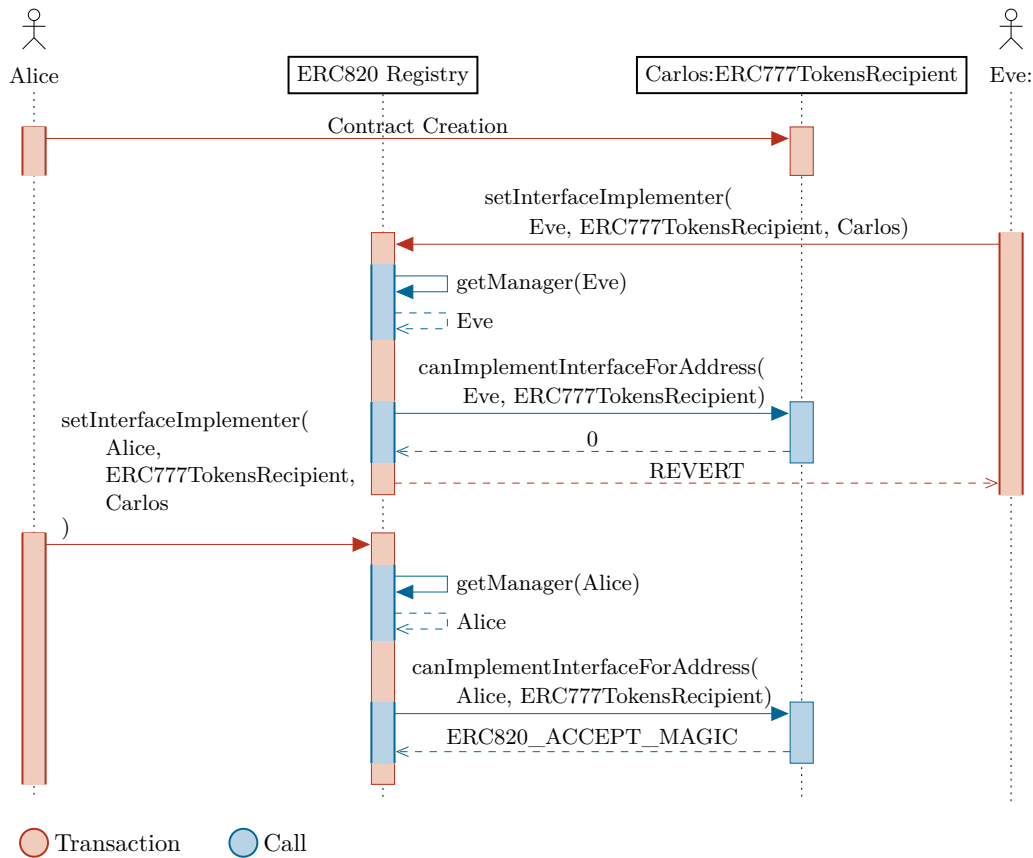 Alice
ERC820 Registry
Carlos:ERC777TokensRecipient
Eve:
Contract Creation
setInterfaceImplementer(
Eve, ERC777TokensRecipient, Carlos)
getManager(Eve)
Eve
canImplementInterfaceForAddress(
Eve, ERC777TokensRecipient)
0
REVERT
setInterfaceImplementer(
Alice,
ERC777TokensRecipient,
Carlos
)
getManager(Alice)
Alice
canImplementInterfaceForAddress(
Alice, ERC777TokensRecipient)
ERC820_ACCEPT_MAGIC
Transaction
Call